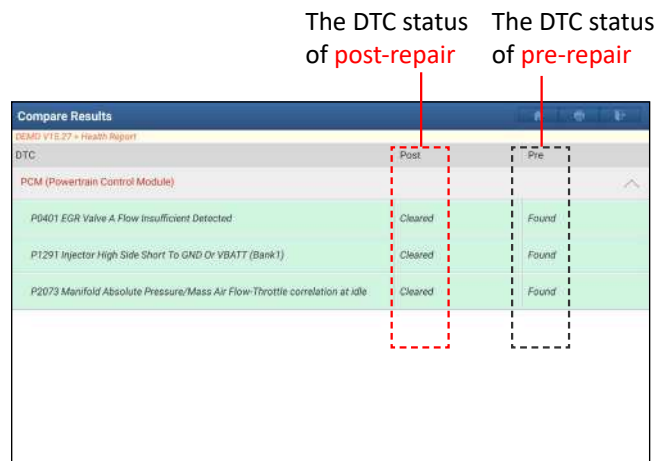 The DTC status The DTC status
of post-repair of pre-repair
Compare Results
DEMO V15.27 > Health Report
DTC Post Pre
PCM (Powertrain Control Module)
P0401 EGR Valve A Flow Insufficient Detected Cleared Found
P1291 Injector High Side Short To GND Or VBATT (Bank1) Cleared Found
P2073 Manifold Absolute Pressure/Mass Air Flow-Throttle correlation at idle Cleared Found